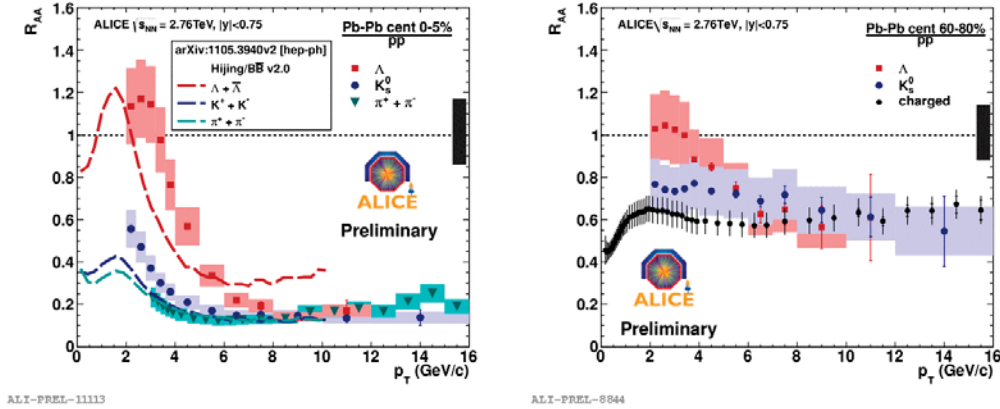 R_AA
ALICE √s_NN = 2.76TeV, |y|<0.75
Pb-Pb cent 0-5%
pp
arXiv:1105.3940v2 [hep-ph]
Hijing/BB̄ v2.0
Λ + Λ̄
K⁺ + K⁻
π⁺ + π⁻
Λ
K⁰s
π⁺ + π⁻
ALICE
Preliminary
1.6
1.4
1.2
1
0.8
0.6
0.4
0.2
0
0 2 4 6 8 10 12 14 16
p_T (GeV/c)
ALI-PREL-11113
R_AA
ALICE √s_NN = 2.76TeV, |y|<0.75
Pb-Pb cent 60-80%
pp
Λ
K⁰s
charged
ALICE
Preliminary
1.6
1.4
1.2
1
0.8
0.6
0.4
0.2
0
0 2 4 6 8 10 12 14 16
p_T (GeV/c)
ALI-PREL-8844